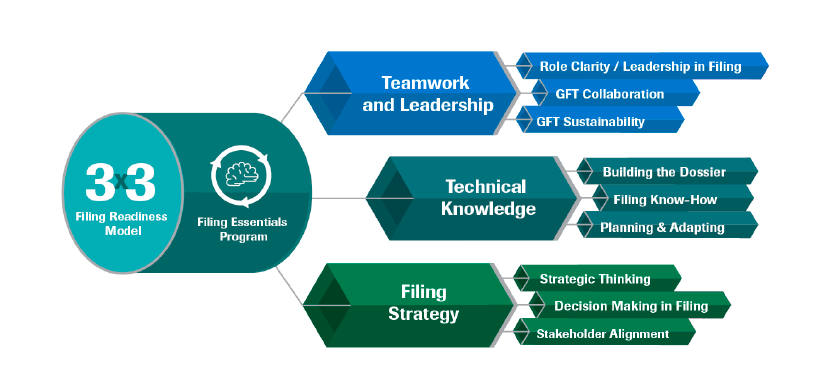 3x3
Filing Readiness
Model
Filing Essentials
Program
Teamwork
and Leadership
Role Clarity / Leadership in Filing
GFT Collaboration
GFT Sustainability
Technical
Knowledge
Building the Dossier
Filing Know-How
Planning & Adapting
Filing
Strategy
Strategic Thinking
Decision Making in Filing
Stakeholder Alignment